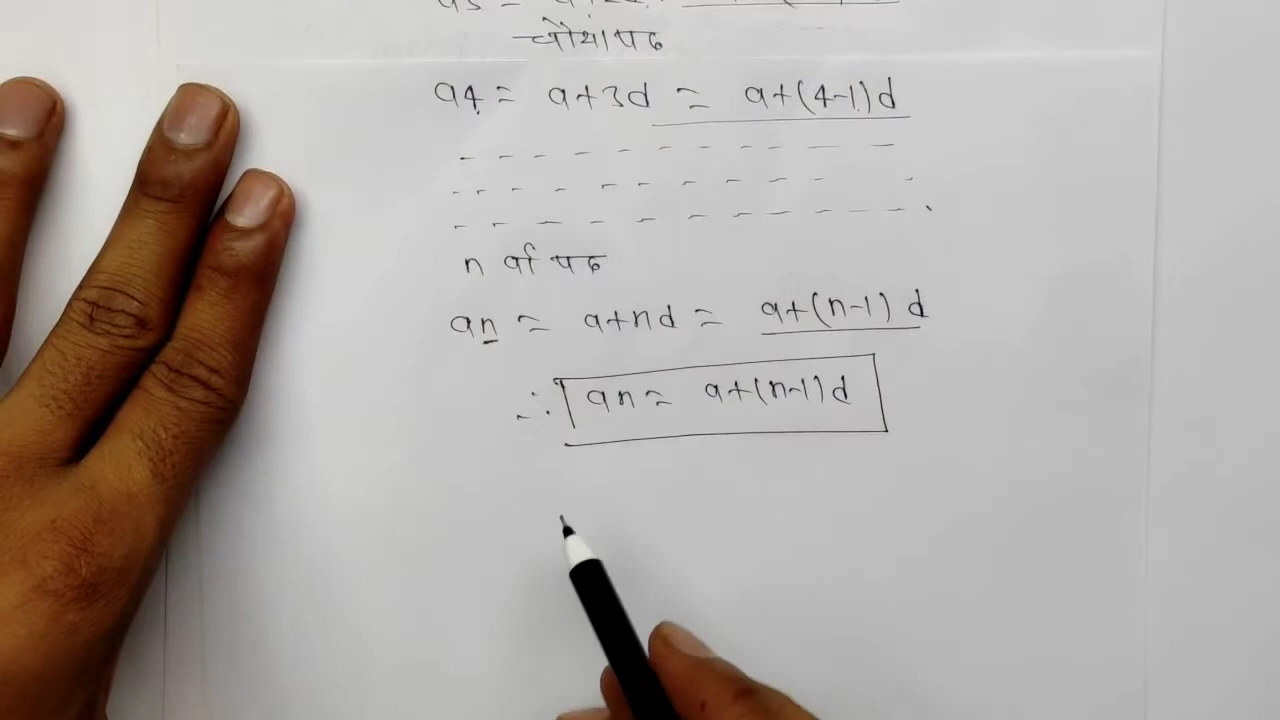 चौथा पद
a4 = a+3d = a+(4-1)d
n वां पद
an = a+nd = a+(n-1)d
∴ an = a+(n-1)d